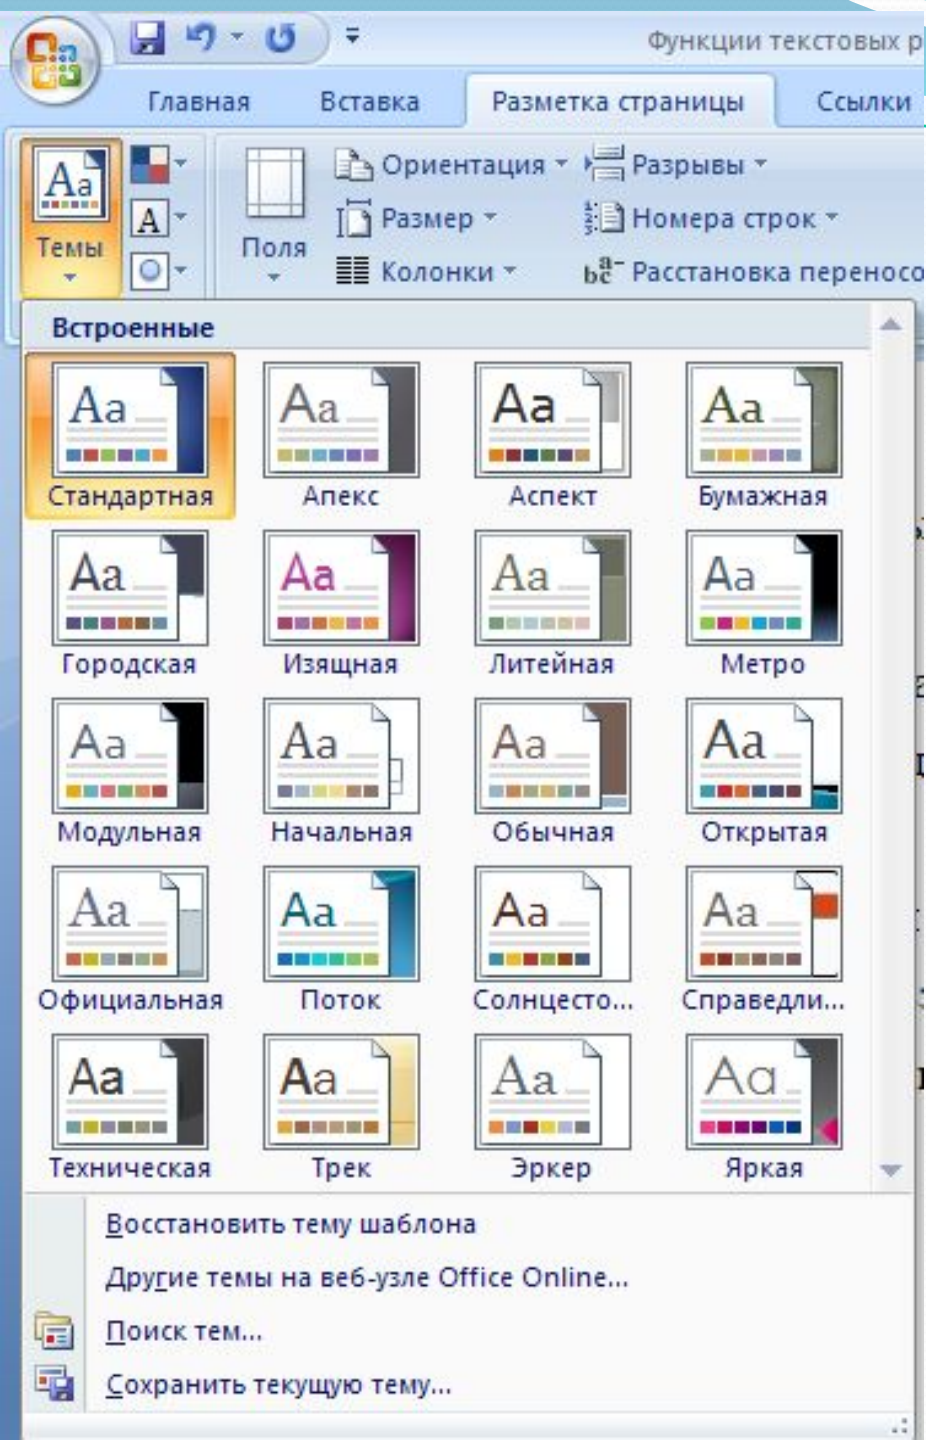 Функции текстовых р
Главная Вставка Разметка страницы Ссылки
Ориентация Разрывы
Размер Номера строк
Темы Поля Колонки Расстановка переносо
Встроенные
Aa Aa Aa Aa
Стандартная Апекс Аспект Бумажная
Aa Aa Aa Aa
Городская Изящная Литейная Метро
Aa Aa Aa Aa
Модульная Начальная Обычная Открытая
Aa Aa Aa Aa
Официальная Поток Солнцесто... Справедли...
Aa Aa Aa Aa
Техническая Трек Эркер Яркая
Восстановить тему шаблона
Другие темы на веб-узле Office Online...
Поиск тем...
Сохранить текущую тему...